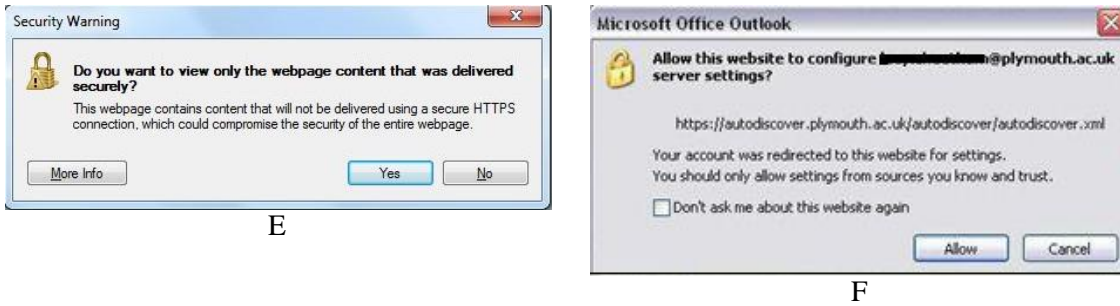 Security Warning
Do you want to view only the webpage content that was delivered
securely?
This webpage contains content that will not be delivered using a secure HTTPS
connection, which could compromise the security of the entire webpage.
More Info
Yes
No
E
Microsoft Office Outlook
Allow this website to configure @plymouth.ac.uk
server settings?
https://autodiscover.plymouth.ac.uk/autodiscover/autodiscover.xml
Your account was redirected to this website for settings.
You should only allow settings from sources you know and trust.
Don't ask me about this website again
Allow
Cancel
F